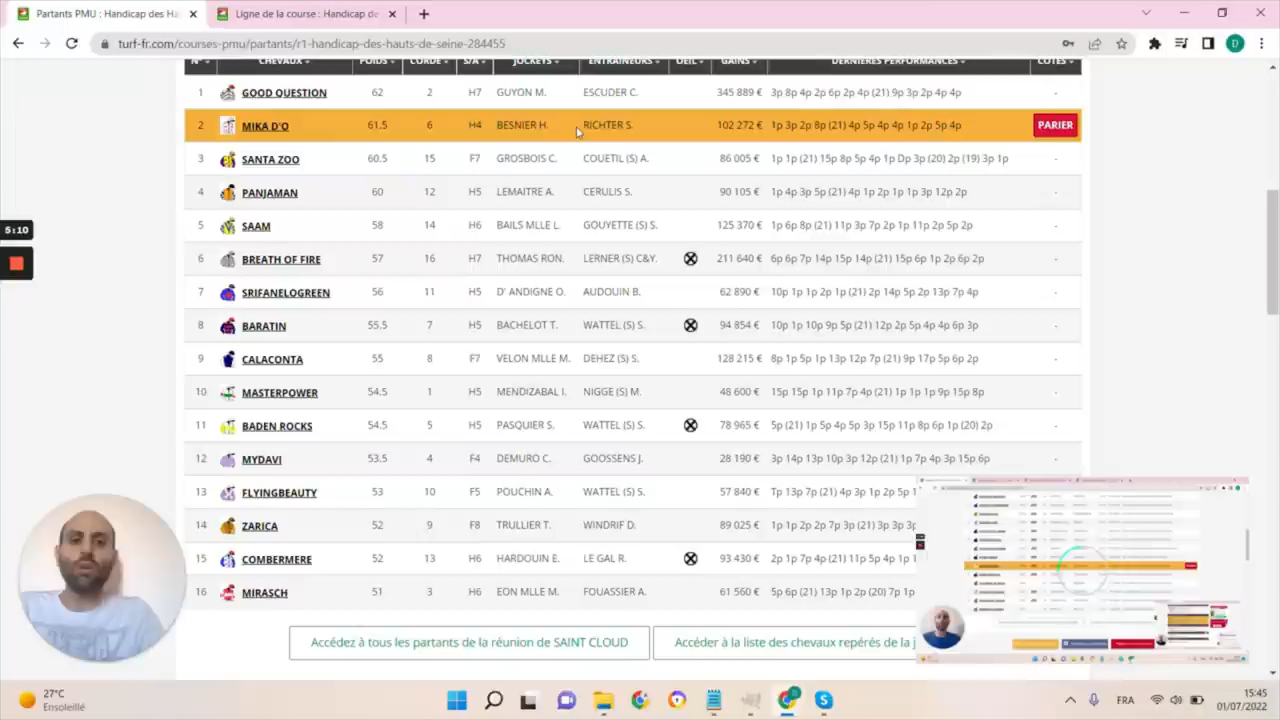 Partants PMU : Handicap des Ha
Ligne de la course : Handicap de
turf-fr.com/courses-pmu/partants/r1-handicap-des-hauts-de-seine-284455
D
N° CHEVAUX POIDS CORDE S/A JOCKEYS ENTRAINEURS OEIL GAINS DERNIÈRES PERFORMANCES COTES
1 GOOD QUESTION 62 2 H7 GUYON M. ESCUDER C. 345 889 € 3p 8p 4p 2p 6p 2p 4p (21) 9p 3p 2p 4p 4p
2 MIKA D'O 61.5 6 H4 BESNIER H. RICHTER S. 102 272 € 1p 3p 2p 8p (21) 4p 5p 4p 4p 1p 2p 5p 4p PARIER
3 SANTA ZOO 60.5 15 F7 GROSBOIS C. COUETIL (S) A. 86 005 € 1p 1p (21) 15p 8p 5p 4p 1p Dp 3p (20) 2p (19) 3p 1p -
4 PANJAMAN 60 12 H5 LEMAITRE A. CERULIS S. 90 105 € 1p 4p 3p 5p (21) 4p 1p 2p 1p 1p 3p 12p 2p -
5 SAAM 58 14 H6 BAILS MLLE L. GOUYETTE (S) S. 125 370 € 1p 6p 8p (21) 11p 3p 7p 2p 1p 11p 2p 5p 2p -
6 BREATH OF FIRE 57 16 H7 THOMAS RON. LERNER (S) C&Y. 211 640 € 6p 6p 7p 14p 15p 14p (21) 15p 6p 1p 2p 6p 2p -
7 SRIFANELOGREEN 56 11 H5 D' ANDIGNE O. AUDOUIN B. 62 890 € 10p 1p 1p 2p 1p (21) 2p 14p 5p 2p 13p 7p 4p -
8 BARATIN 55.5 7 H5 BACHELOT T. WATTEL (S) S. 94 854 € 10p 1p 10p 9p 5p (21) 12p 2p 5p 4p 4p 6p 3p -
9 CALACONTA 55 8 F7 VELON MLLE M. DEHEZ (S) S. 128 215 € 8p 1p 5p 1p 13p 12p 7p (21) 9p 17p 5p 6p 2p -
10 MASTERPOWER 54.5 1 H5 MENDIZABAL I. NIGGE (S) M. 48 600 € 15p 15p 1p 11p 7p 4p (21) 1p 1p 1p 9p 15p 8p -
11 BADEN ROCKS 54.5 5 H5 PASQUIER S. WATTEL (S) S. 78 965 € 5p (21) 1p 5p 4p 5p 3p 15p 11p 8p 6p 1p (20) 2p -
12 MYDAVI 53.5 4 F4 DEMURO C. GOOSSENS J. 28 190 € 3p 14p 13p 10p 3p 12p (21) 1p 7p 4p 3p 15p 6p -
13 FLYINGBEAUTY 53 10 F5 POUCHIN A. WATTEL (S) S. 57 840 € Tp 13p 7p (21) 4p 3p 1p 2p 5p
14 ZARICA 52 9 F8 TRULLIER T. WINDRIF D. 89 025 € 1p 1p 2p 2p 7p 3p (21) 3p 3p
15 COMBERMERE 13 H6 HARDOUIN E. LE GAL R. 93 430 € 2p 1p 7p 4p (21) 11p 5p 4p 1p
16 MIRASCH 51 3 H6 EON MLLE M. FOUASSIER A. 61 560 € 5p 6p (21) 13p 1p 2p (20) 7p 1p
5:10
Accédez à tous les partants de la réunion de SAINT CLOUD
Accéder à la liste des chevaux repérés de la j
27°C
Ensoleillé
FRA
15:45
01/07/2022